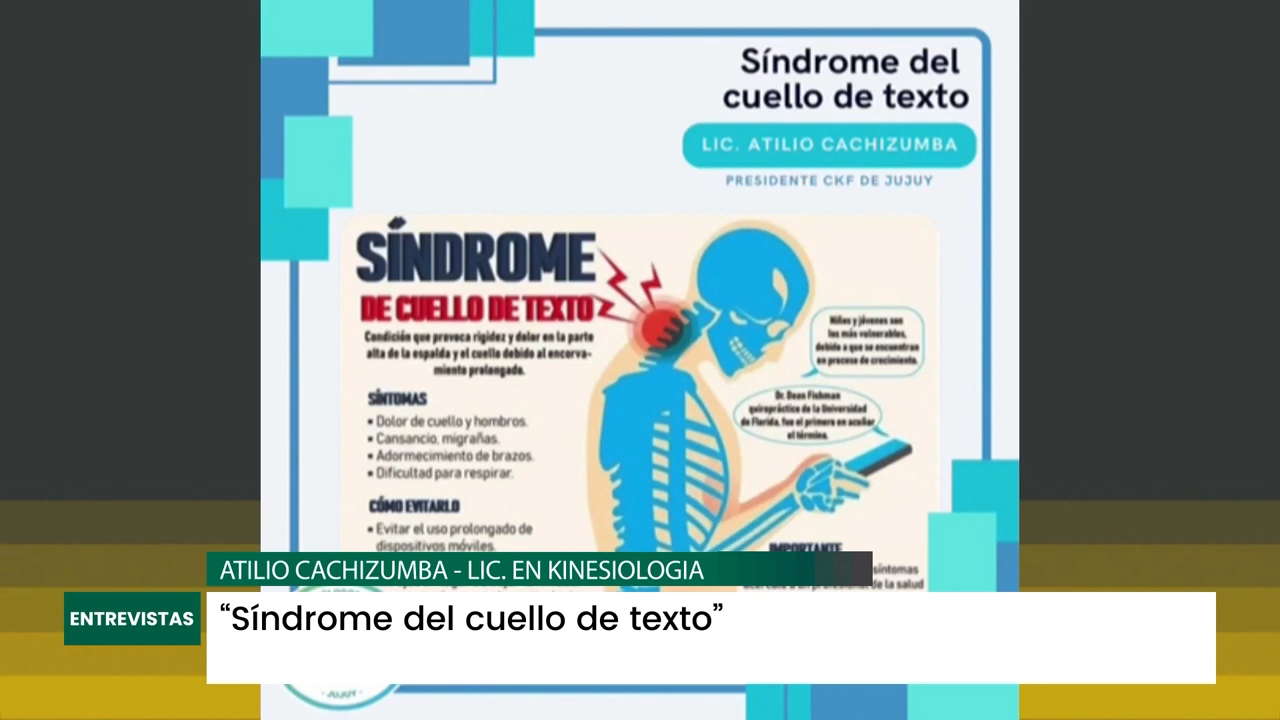 Síndrome del
cuello de texto
LIC. ATILIO CACHIZUMBA
PRESIDENTE CKF DE JUJUY
SÍNDROME
DE CUELLO DE TEXTO
Condición que provoca rigidez y dolor en la parte
alta de la espalda y el cuello debido al encorva-
miento prolongado.
SÍNTOMAS
• Dolor de cuello y hombros.
• Cansancio, migrañas.
• Adormecimiento de brazos.
• Dificultad para respirar.
CÓMO EVITARLO
• Evitar el uso prolongado de
dispositivos móviles.
Niños y jóvenes son
los más vulnerables,
debido a que se encuentran
en proceso de crecimiento.
Dr. Dean Fishman
quiropráctico de la Universidad
de Florida, fue el primero en acuñar
el término.
IMPORTANTE
síntomas
de la salud
ATILIO CACHIZUMBA - LIC. EN KINESIOLOGIA
ENTREVISTAS
“Síndrome del cuello de texto”
JUJUY